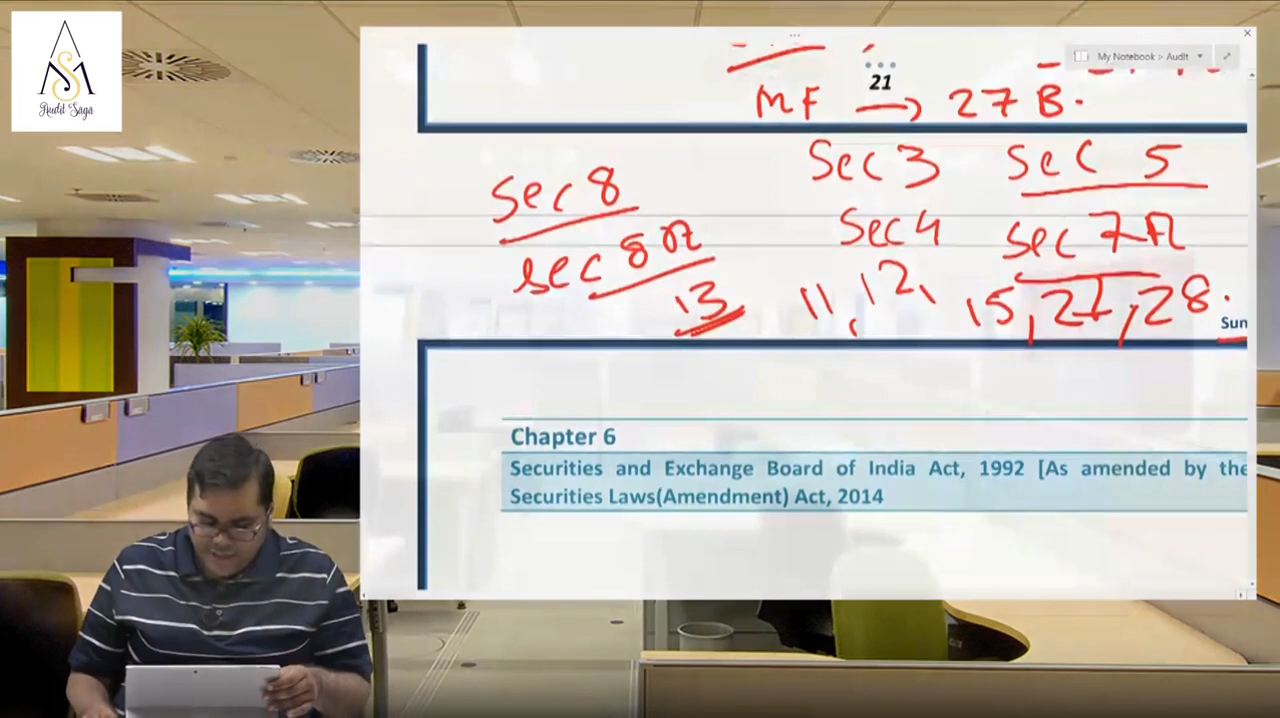 Audit Saga
My Notebook > Audit
21
MF → 27 B.
Sec 3 Sec 5
Sec 8
Sec 4 Sec 7A
Sec 8A
13 11, 12, 15, 27, 28.
Sun
Chapter 6
Securities and Exchange Board of India Act, 1992 [As amended by the
Securities Laws(Amendment) Act, 2014